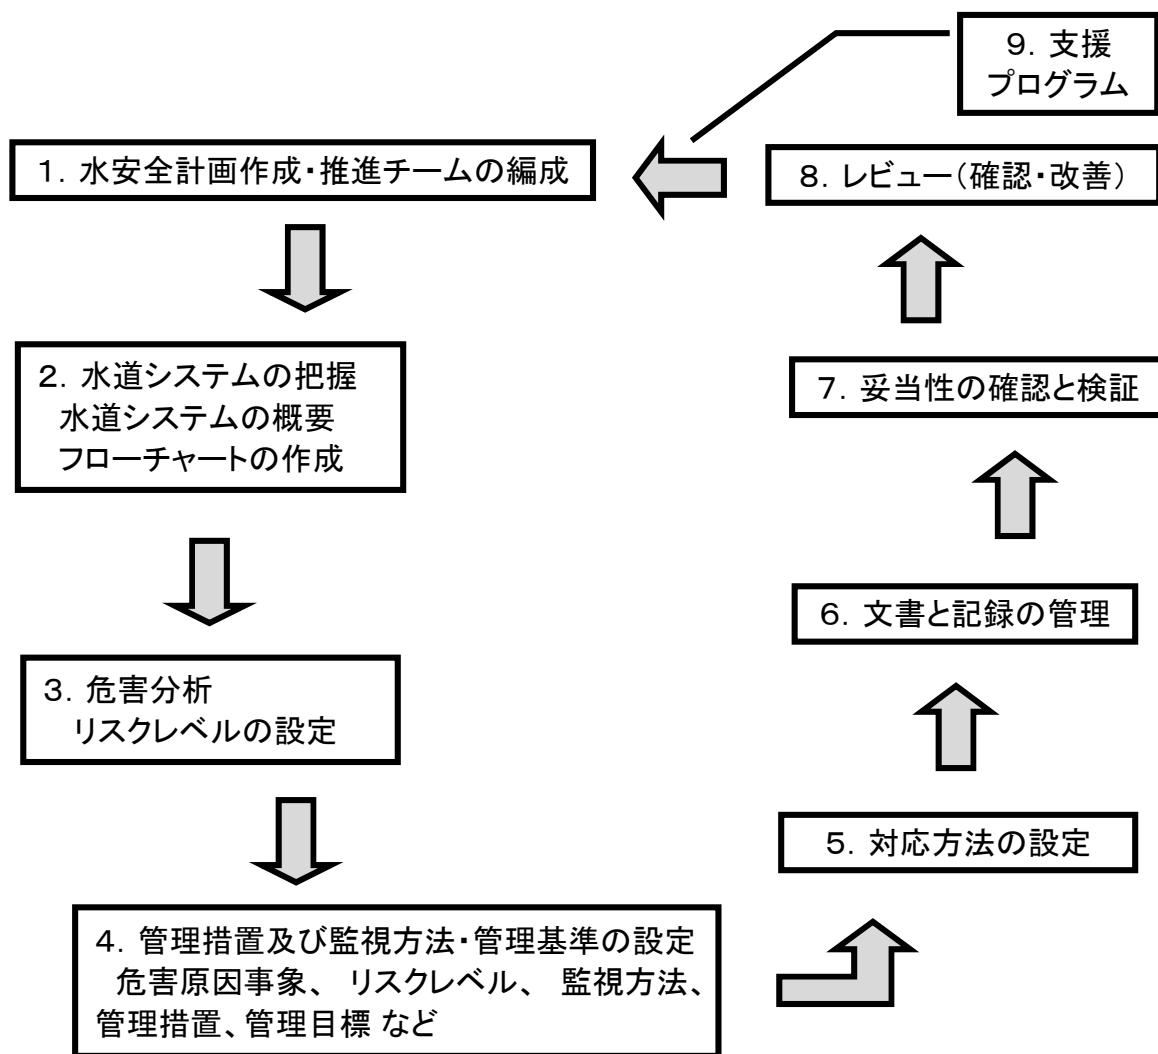 1. 水安全計画作成・推進チームの編成
2. 水道システムの把握
水道システムの概要
フローチャートの作成
3. 危害分析
リスクレベルの設定
4. 管理措置及び監視方法・管理基準の設定
危害原因事象、 リスクレベル、 監視方法、
管理措置、管理目標 など
5. 対応方法の設定
6. 文書と記録の管理
7. 妥当性の確認と検証
8. レビュー(確認・改善)
9. 支援
プログラム